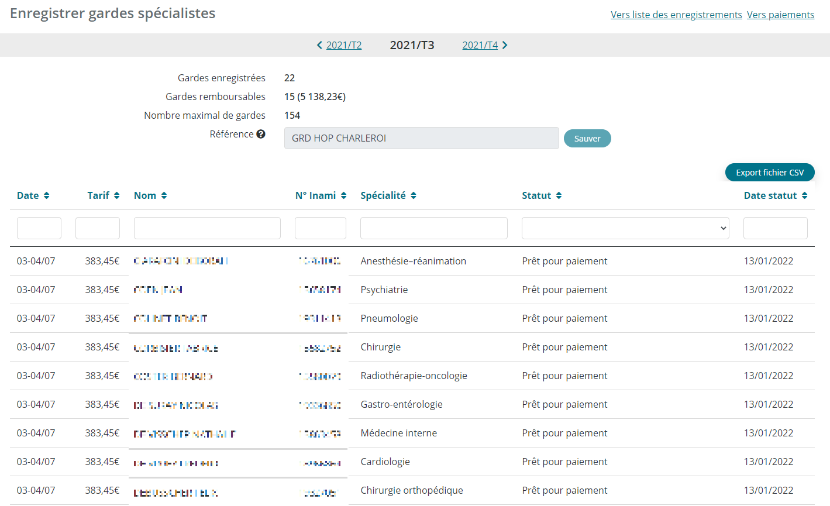 Enregistrer gardes spécialistes
Vers liste des enregistrements Vers paiements
2021/T2 2021/T3 2021/T4
Gardes enregistrées 22
Gardes remboursables 15 (5 138,23€)
Nombre maximal de gardes 154
Référence GRD HOP CHARLEROI Sauver
Export fichier CSV
Date Tarif Nom N° Inami Spécialité Statut Date statut
03-04/07 383,45€ Anesthésie–réanimation Prêt pour paiement 13/01/2022
03-04/07 383,45€ Psychiatrie Prêt pour paiement 13/01/2022
03-04/07 383,45€ Pneumologie Prêt pour paiement 13/01/2022
03-04/07 383,45€ Chirurgie Prêt pour paiement 13/01/2022
03-04/07 383,45€ Radiothérapie-oncologie Prêt pour paiement 13/01/2022
03-04/07 383,45€ Gastro-entérologie Prêt pour paiement 13/01/2022
03-04/07 383,45€ Médecine interne Prêt pour paiement 13/01/2022
03-04/07 383,45€ Cardiologie Prêt pour paiement 13/01/2022
03-04/07 383,45€ Chirurgie orthopédique Prêt pour paiement 13/01/2022